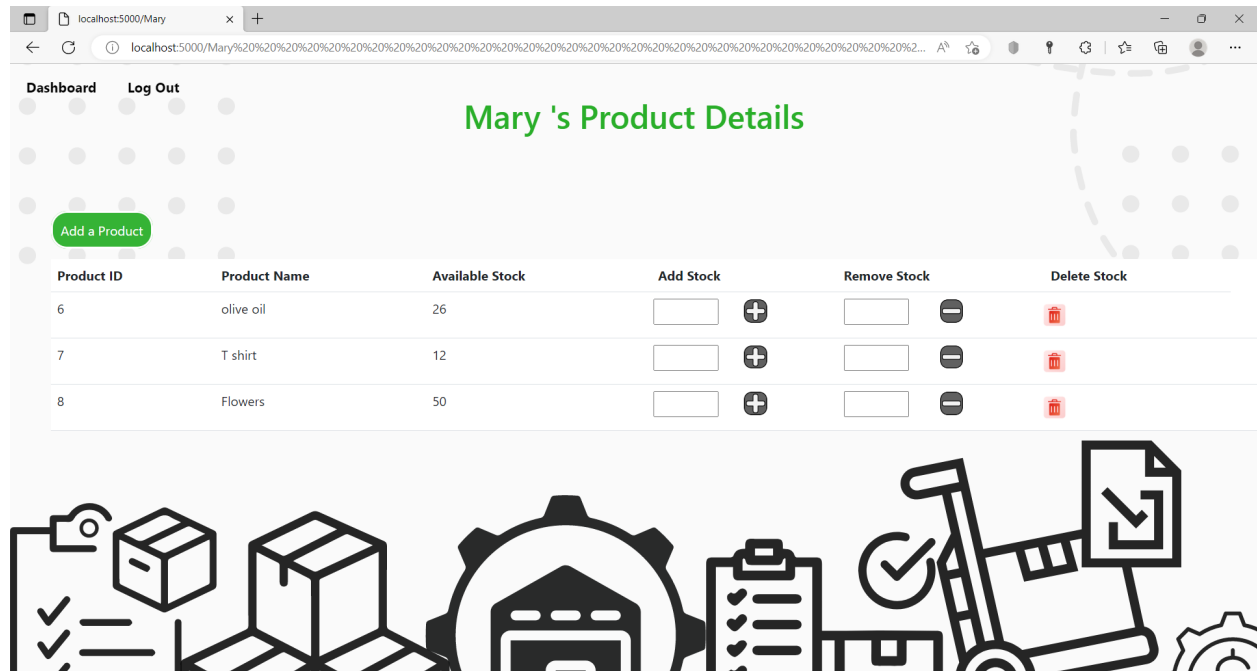 localhost:5000/Mary
localhost:5000/Mary%20%20%20%20%20%20%20%20%20%20%20%20%20%20%20%20%20%20%20%20%20%20%20%20%20%20%20%20%20%20%20%20%2...
Dashboard Log Out
Mary 's Product Details
Add a Product
Product ID Product Name Available Stock Add Stock Remove Stock Delete Stock
6 olive oil 26
7 T shirt 12
8 Flowers 50